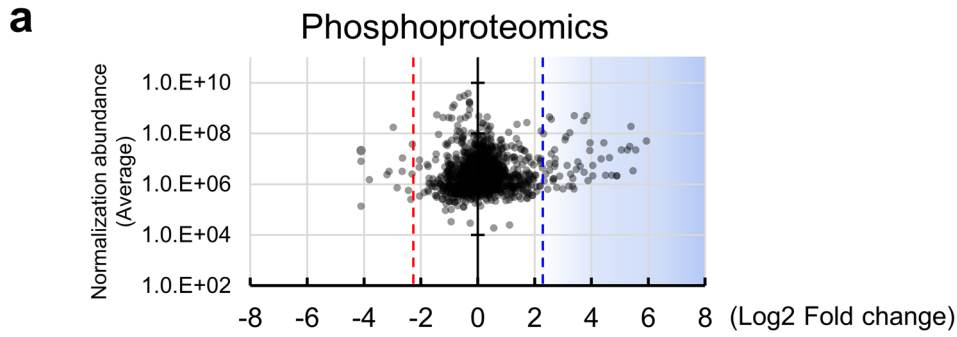 a
Phosphoproteomics
Normalization abundance
(Average)
1.0.E+10
1.0.E+08
1.0.E+06
1.0.E+04
1.0.E+02
-8 -6 -4 -2 0 2 4 6 8 (Log2 Fold change)